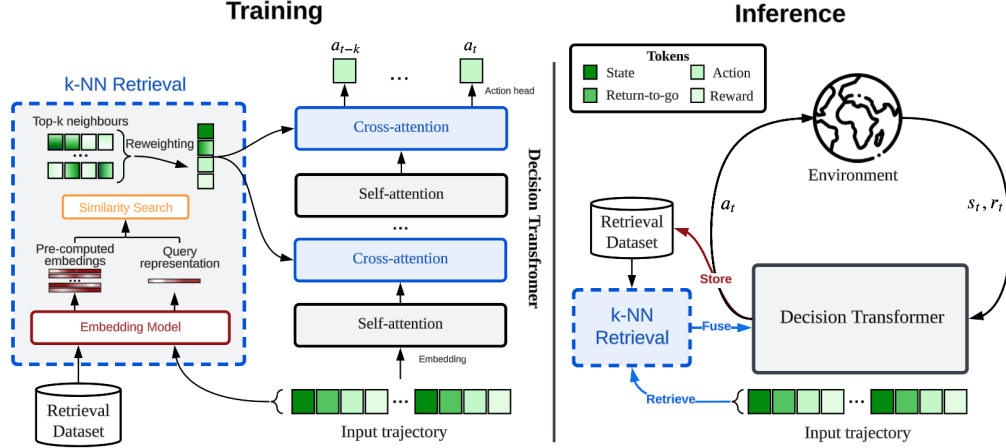 Training
a_{t-k}
...
a_t
Action head
k-NN Retrieval
Top-k neighbours
...
Reweighting
Cross-attention
Self-attention
...
Similarity Search
Cross-attention
Pre-computed
embedings
...
Query
representation
Embedding Model
Self-attention
Embedding
Retrieval
Dataset
...
Input trajectory
Decision Transfromer
Inference
Tokens
State
Action
Return-to-go
Reward
Environment
a_t
s_t, r_t
Retrieval
Dataset
Store
k-NN
Retrieval
Fuse
Decision Transformer
Retrieve
...
Input trajectory